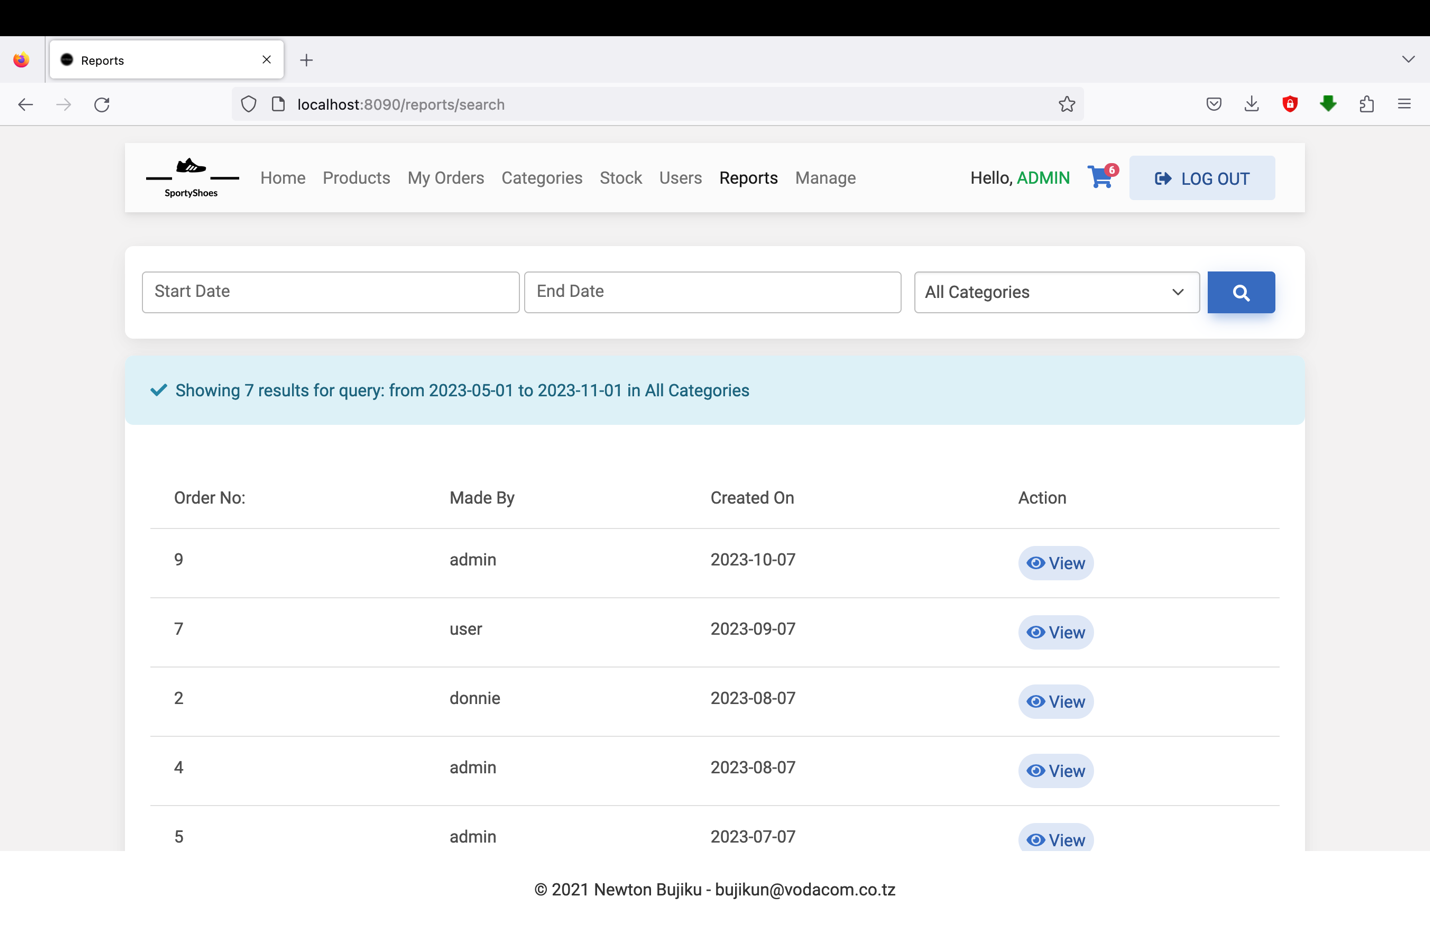 Reports
localhost:8090/reports/search
SportyShoes
Home Products My Orders Categories Stock Users Reports Manage Hello, ADMIN 6 LOG OUT
Start Date End Date All Categories
Showing 7 results for query: from 2023-05-01 to 2023-11-01 in All Categories
Order No: Made By Created On Action
9 admin 2023-10-07 View
7 user 2023-09-07 View
2 donnie 2023-08-07 View
4 admin 2023-08-07 View
5 admin 2023-07-07 View
© 2021 Newton Bujiku - bujikun@vodacom.co.tz